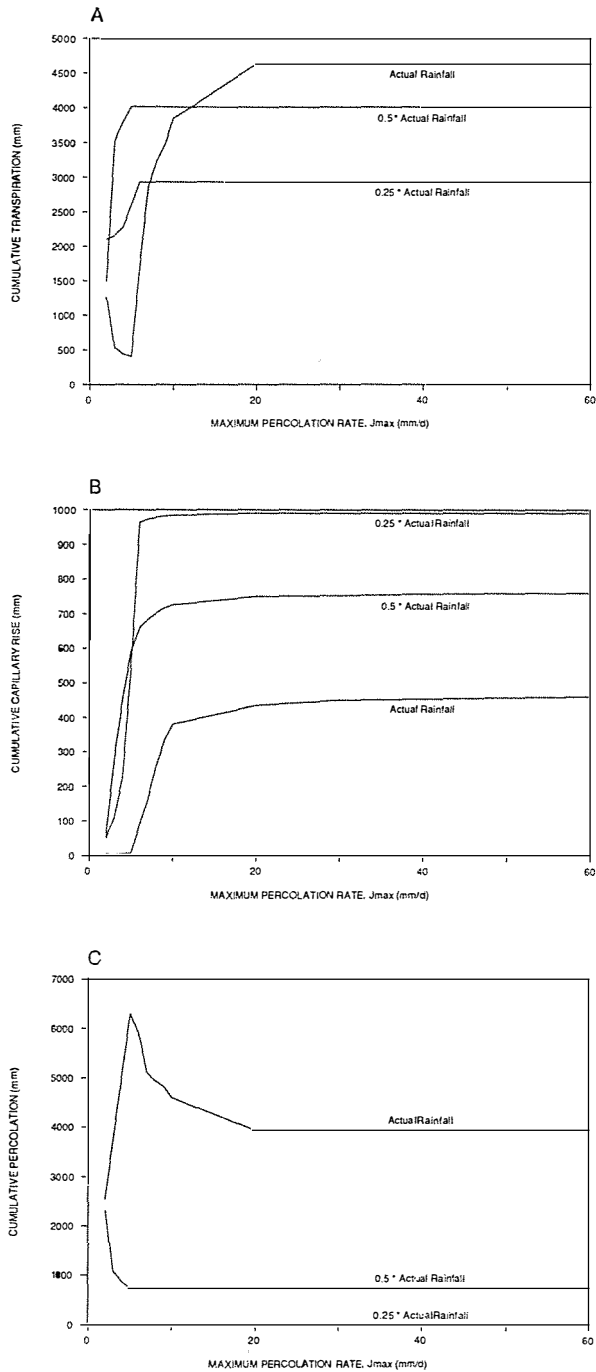 A
5000
4500
4000
3500
3000
2500
2000
1500
1000
500
0
CUMULATIVE TRANSPIRATION (mm)
Actual Rainfall
0.5* Actual Rainfall
0.25 * Actual Rainfall
0 20 40 60
MAXIMUM PERCOLATION RATE, Jmax (mm/d)
B
1000
900
800
700
600
500
400
300
200
100
0
CUMULATIVE CAPILLARY RISE (mm)
0.25 * Actual Rainfall
0.5 * Actual Rainfall
Actual Rainfall
0 20 40 60
MAXIMUM PERCOLATION RATE, Jmax (mm/d)
C
7000
6000
5000
4000
3000
2000
1000
0
CUMULATIVE PERCOLATION (mm)
Actual Rainfall
0.5 * Actual Rainfall
0.25 * Actual Rainfall
0 20 40 60
MAXIMUM PERCOLATION RATE, Jmax (mm/d)